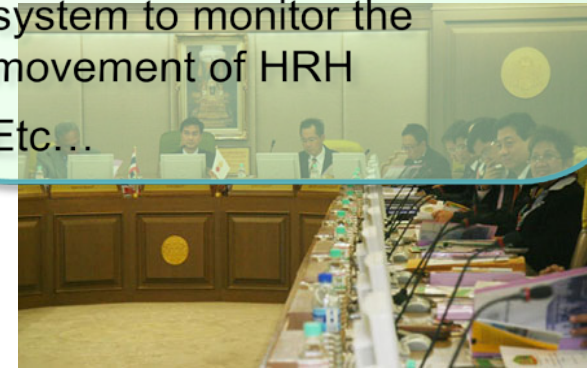 system to monitor the
movement of HRH
Etc...